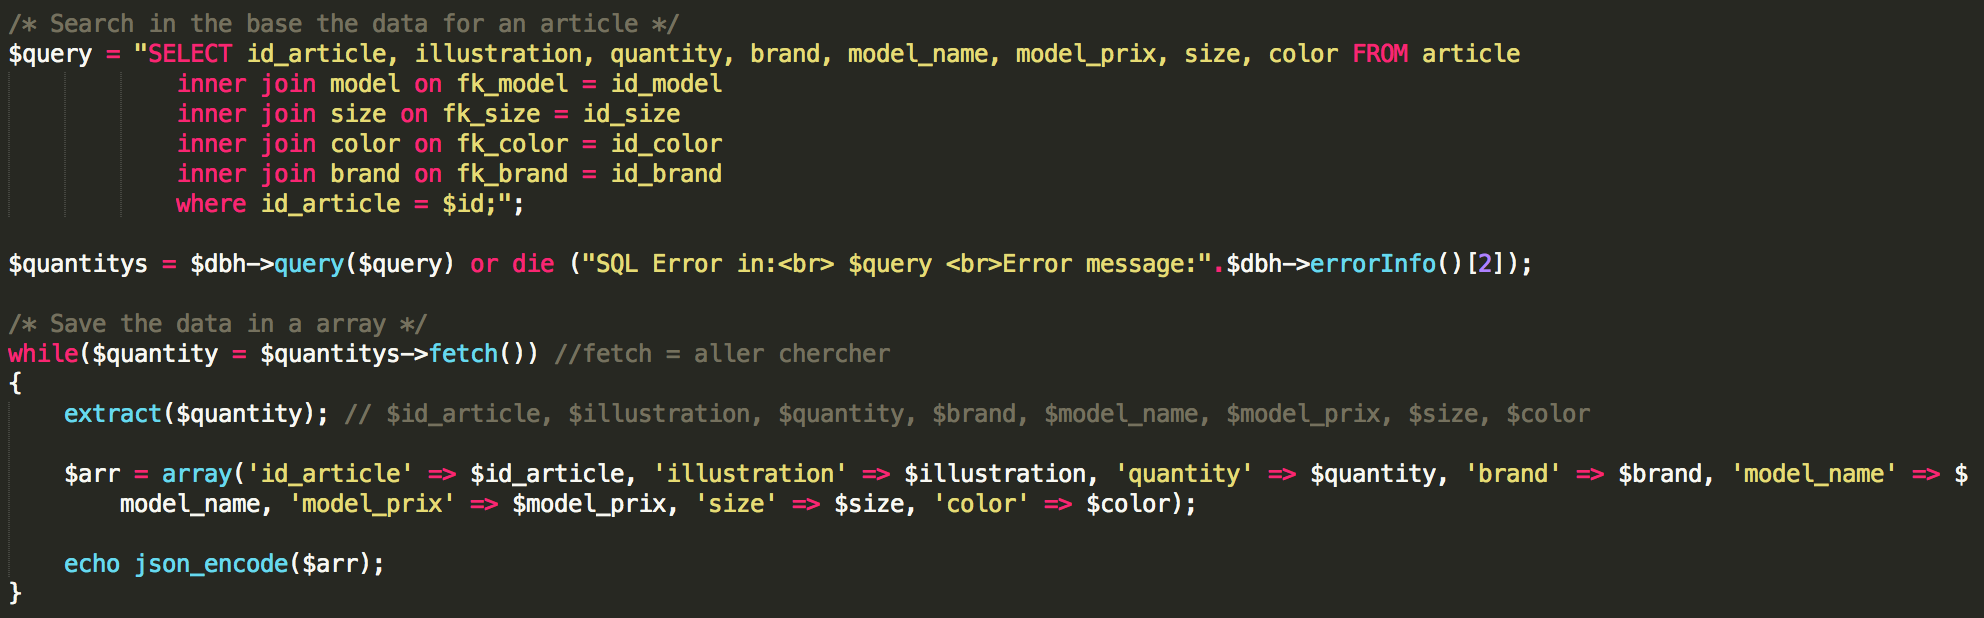 /* Search in the base the data for an article */
$query = "SELECT id_article, illustration, quantity, brand, model_name, model_prix, size, color FROM article
inner join model on fk_model = id_model
inner join size on fk_size = id_size
inner join color on fk_color = id_color
inner join brand on fk_brand = id_brand
where id_article = $id;";
$quantitys = $dbh->query($query) or die ("SQL Error in:<br> $query <br>Error message:".$dbh->errorInfo()[2]);
/* Save the data in a array */
while($quantity = $quantitys->fetch()) //fetch = aller chercher
{
extract($quantity); // $id_article, $illustration, $quantity, $brand, $model_name, $model_prix, $size, $color
$arr = array('id_article' => $id_article, 'illustration' => $illustration, 'quantity' => $quantity, 'brand' => $brand, 'model_name' => $
model_name, 'model_prix' => $model_prix, 'size' => $size, 'color' => $color);
echo json_encode($arr);
}